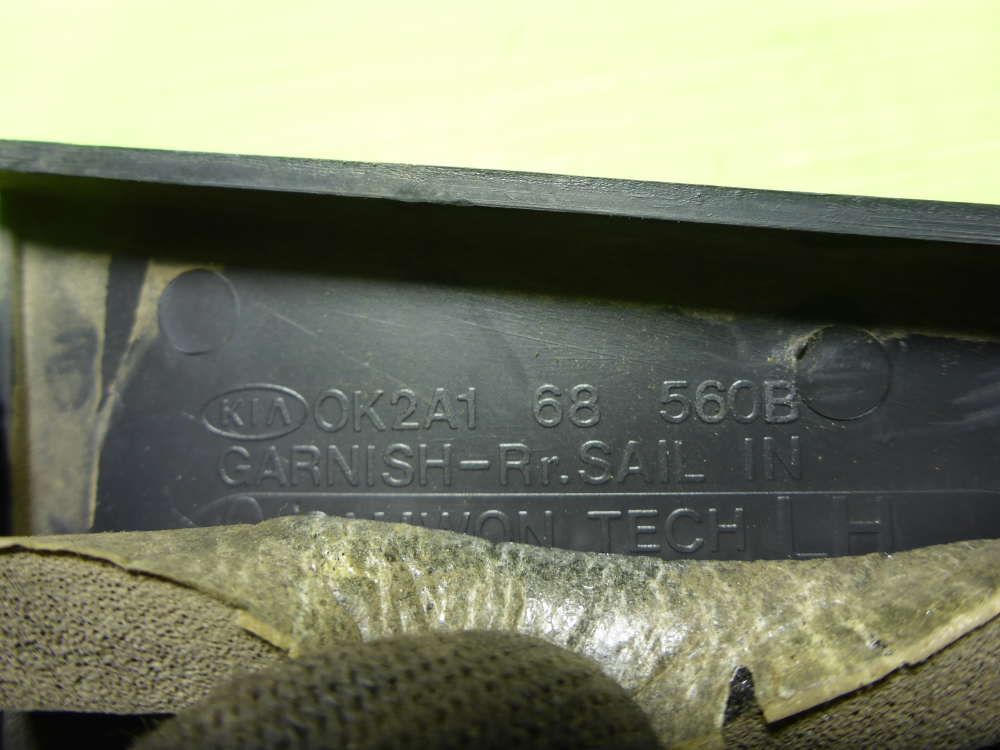 KIA 0K2A1 68 560B
GARNISH-Rr.SAIL IN
TECH LH